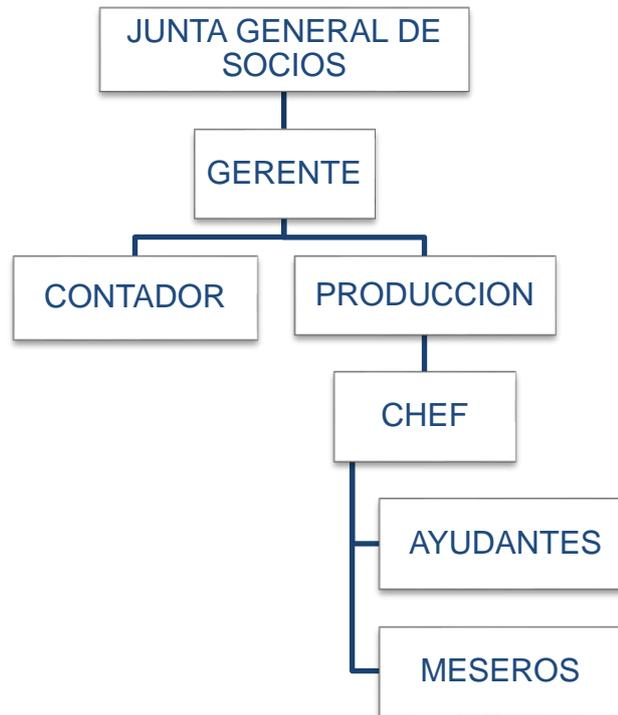 JUNTA GENERAL DE
SOCIOS
GERENTE
CONTADOR
PRODUCCION
CHEF
AYUDANTES
MESEROS